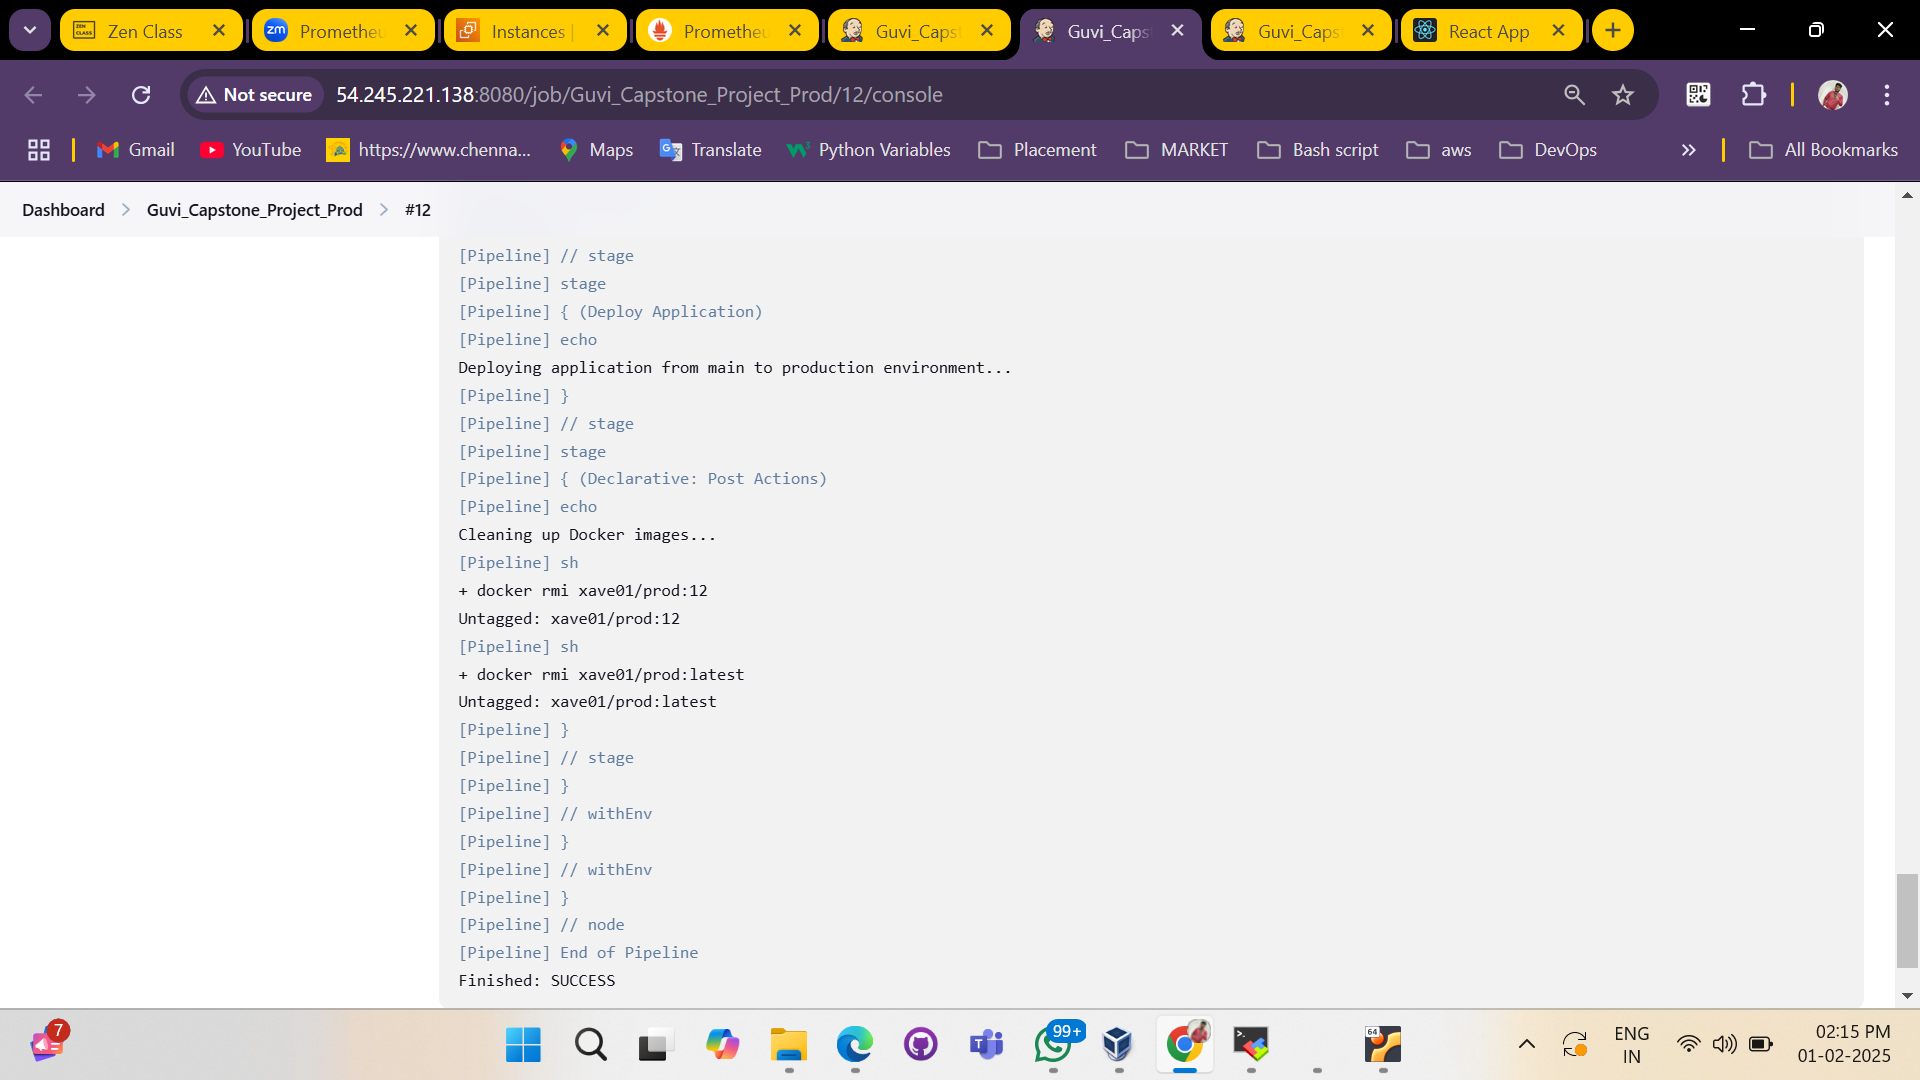 Zen Class
Prometheu
Instances |
Prometheu
Guvi_Capst
Guvi_Caps
Guvi_Caps
React App
Not secure
54.245.221.138:8080/job/Guvi_Capstone_Project_Prod/12/console
Gmail
YouTube
https://www.chenna...
Maps
Translate
Python Variables
Placement
MARKET
Bash script
aws
DevOps
All Bookmarks
Dashboard
Guvi_Capstone_Project_Prod
#12
[Pipeline] // stage
[Pipeline] stage
[Pipeline] { (Deploy Application)
[Pipeline] echo
Deploying application from main to production environment...
[Pipeline] }
[Pipeline] // stage
[Pipeline] stage
[Pipeline] { (Declarative: Post Actions)
[Pipeline] echo
Cleaning up Docker images...
[Pipeline] sh
+ docker rmi xave01/prod:12
Untagged: xave01/prod:12
[Pipeline] sh
+ docker rmi xave01/prod:latest
Untagged: xave01/prod:latest
[Pipeline] }
[Pipeline] // stage
[Pipeline] }
[Pipeline] // withEnv
[Pipeline] }
[Pipeline] // withEnv
[Pipeline] }
[Pipeline] // node
[Pipeline] End of Pipeline
Finished: SUCCESS
7
99+
64
ENG
IN
02:15 PM
01-02-2025